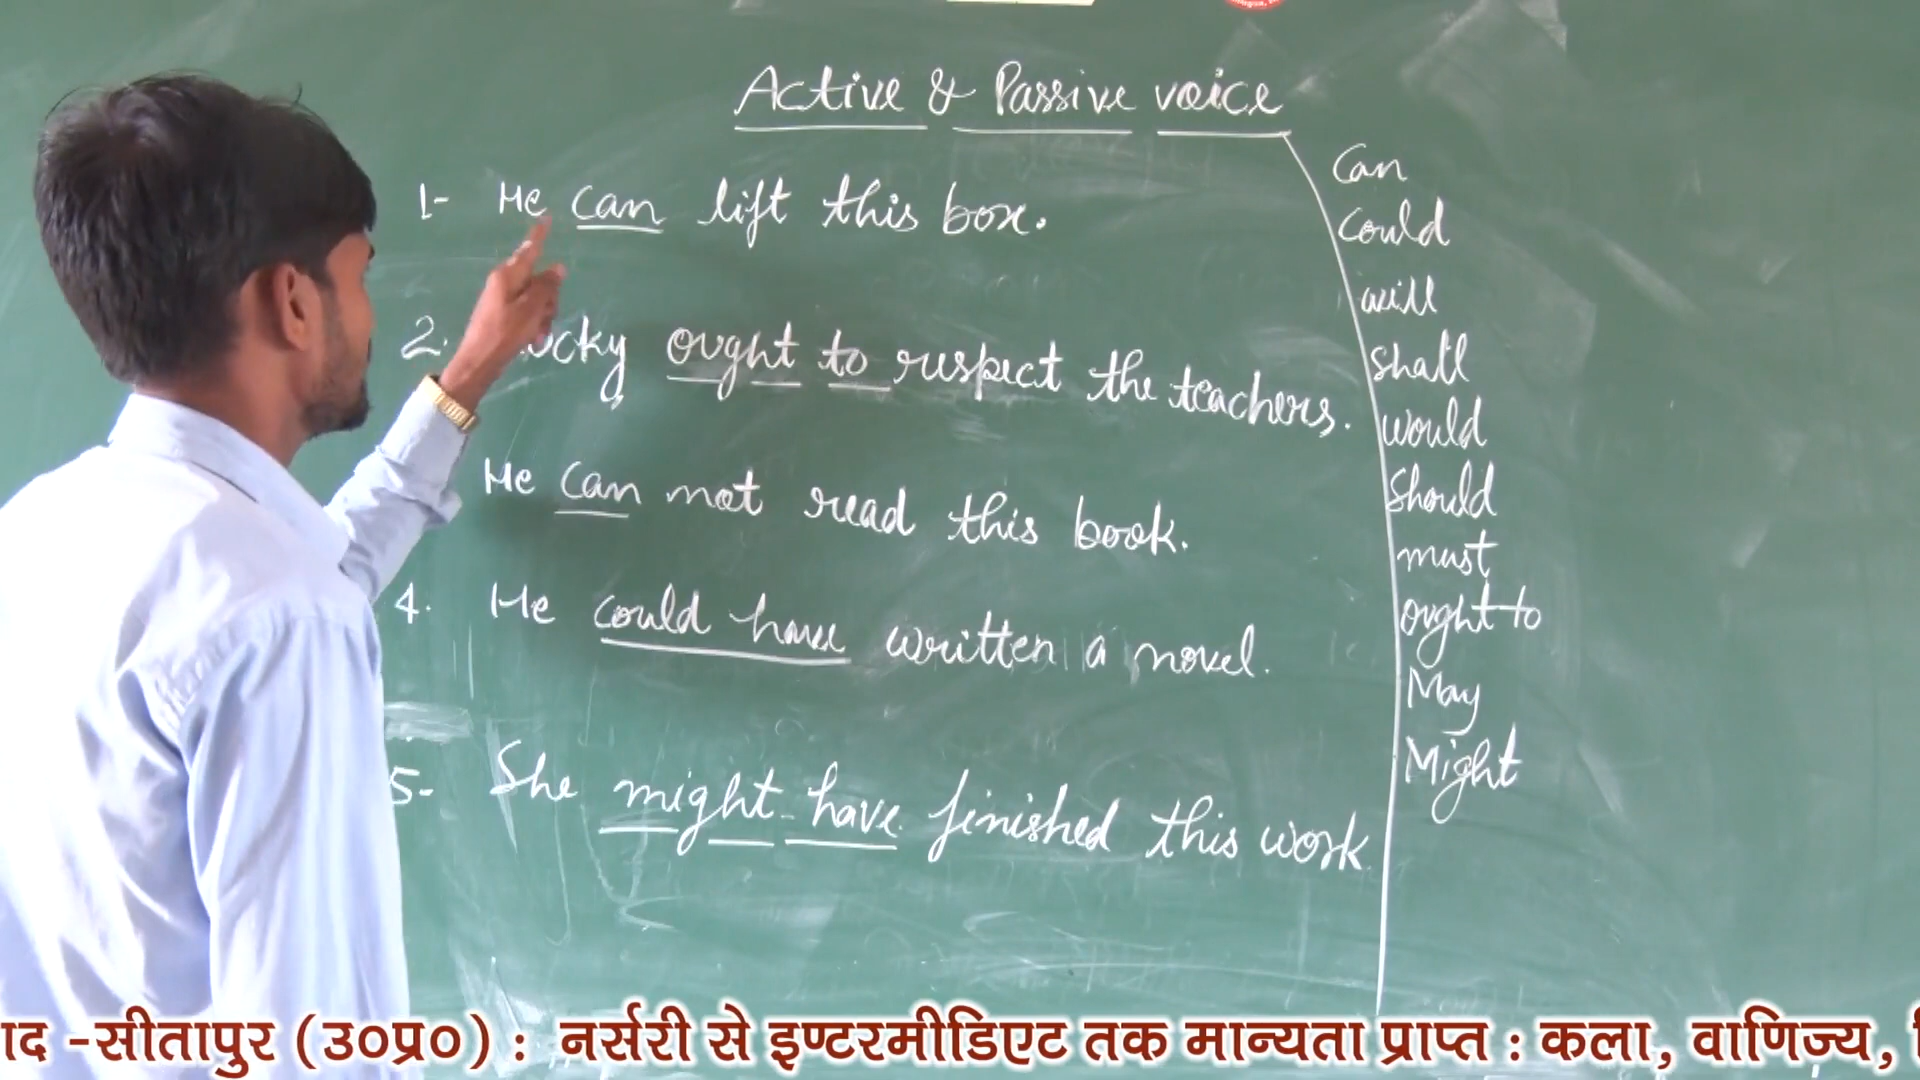 Active & Passive voice
1- He can lift this box.
2. ought to respect the teachers.
He can not read this book.
4. He could have written a novel.
5- She might have finished this work.
Can
Could
will
Shall
would
Should
must
ought to
May
Might
ाद -सीतापुर (उ०प्र०) : नर्सरी से इण्टरमीडिएट तक मान्यता प्राप्त : कला, वाणिज्य,